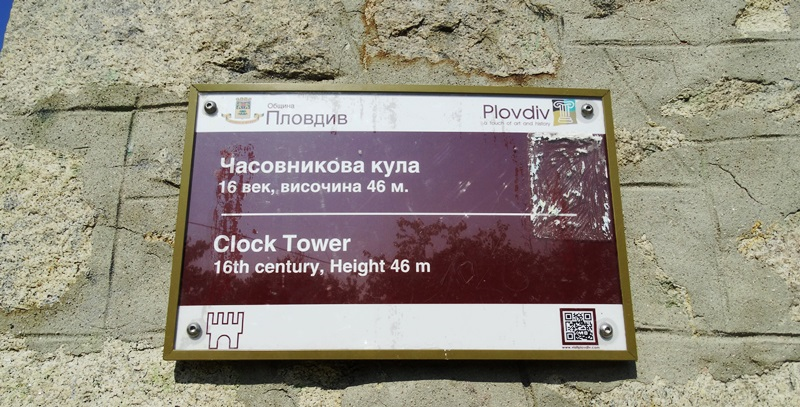 Община
Пловдив
Plovdiv
Часовникова кула
16 век, височина 46 м.
Clock Tower
16th century, Height 46 m